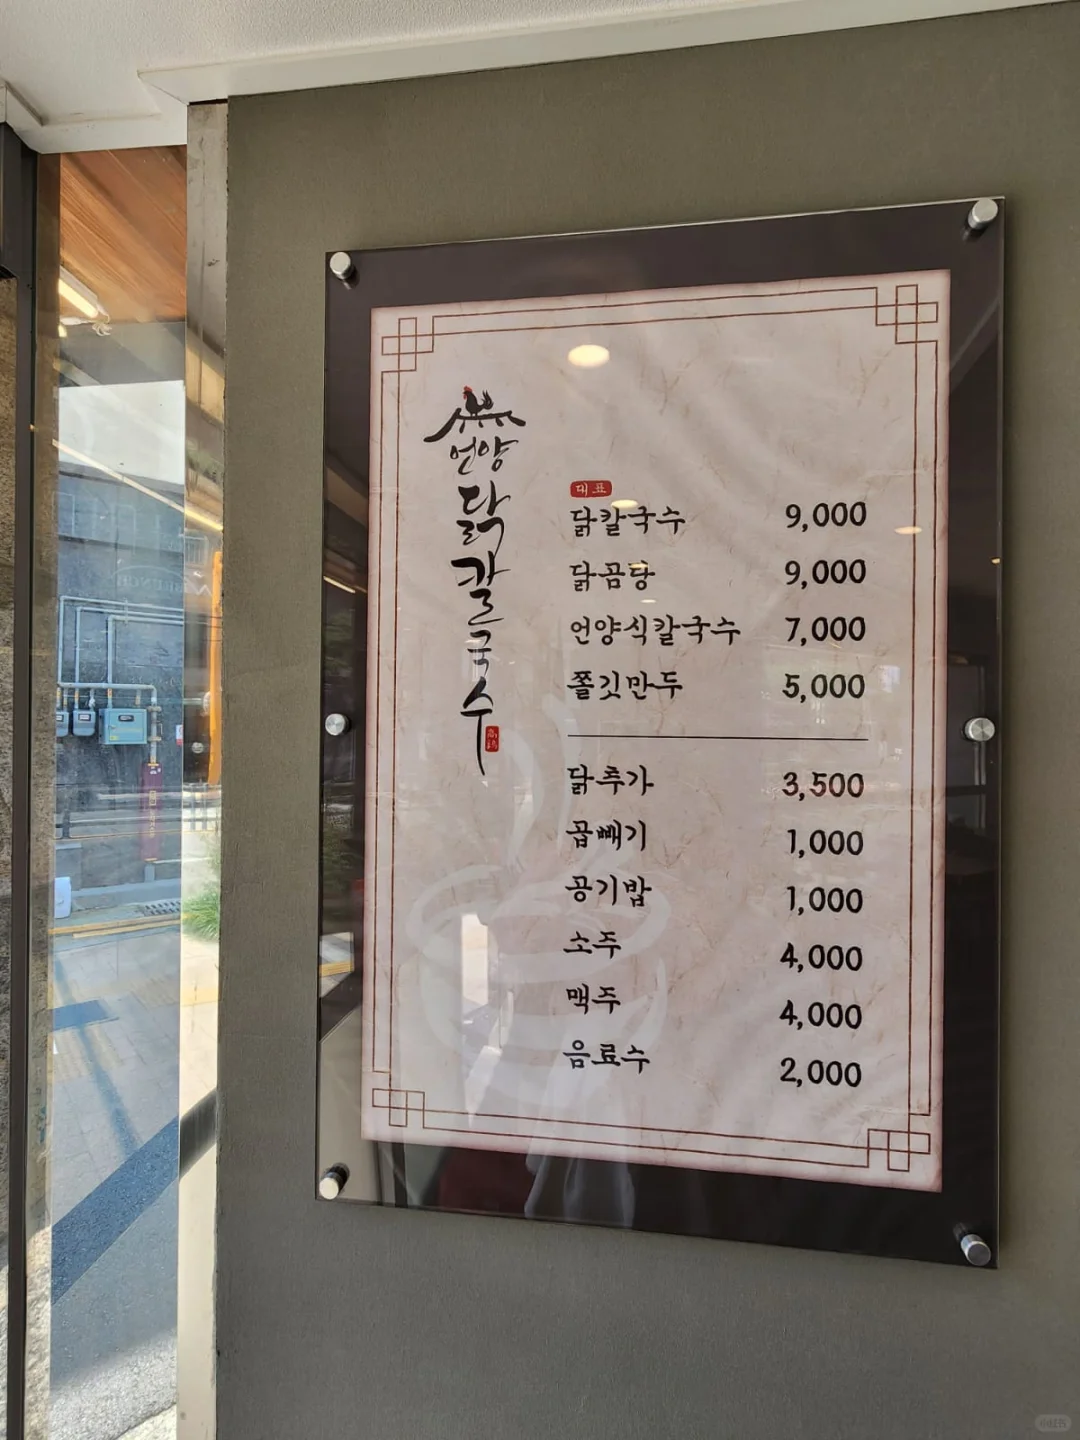 언양
닭칼국수
대표
닭칼국수 9,000
닭곰탕 9,000
언양식칼국수 7,000
쫄깃만두 5,000
닭추가 3,500
곱빼기 1,000
공기밥 1,000
소주 4,000
맥주 4,000
음료수 2,000